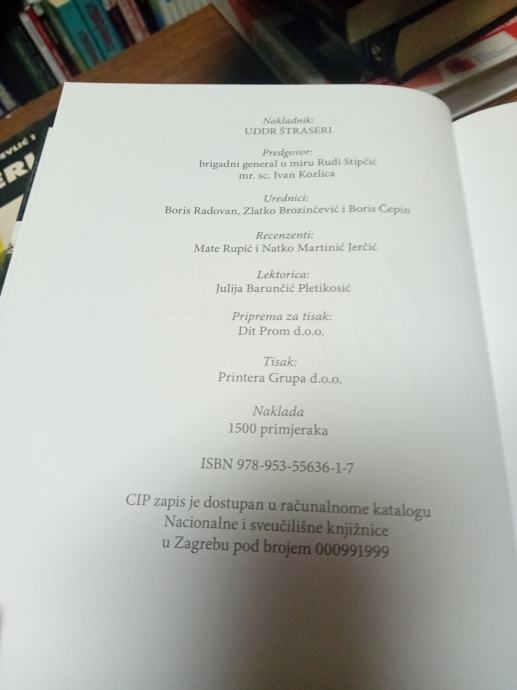 Nakladnik:
UDDR ŠTRASERI
Predgovor:
brigadni general u miru Rudi Stipčić
mr. sc. Ivan Kozlica
Urednici:
Boris Radovan, Zlatko Brozinčević i Boris Čepin
Recenzenti:
Mate Rupić i Natko Martinić Jerčić
Lektorica:
Julija Barunčić Pletikosić
Priprema za tisak:
Dit Prom d.o.o.
Tisak:
Printera Grupa d.o.o.
Naklada
1500 primjeraka
ISBN 978-953-55636-1-7
CIP zapis je dostupan u računalnome katalogu
Nacionalne i sveučilišne knjižnice
u Zagrebu pod brojem 000991999